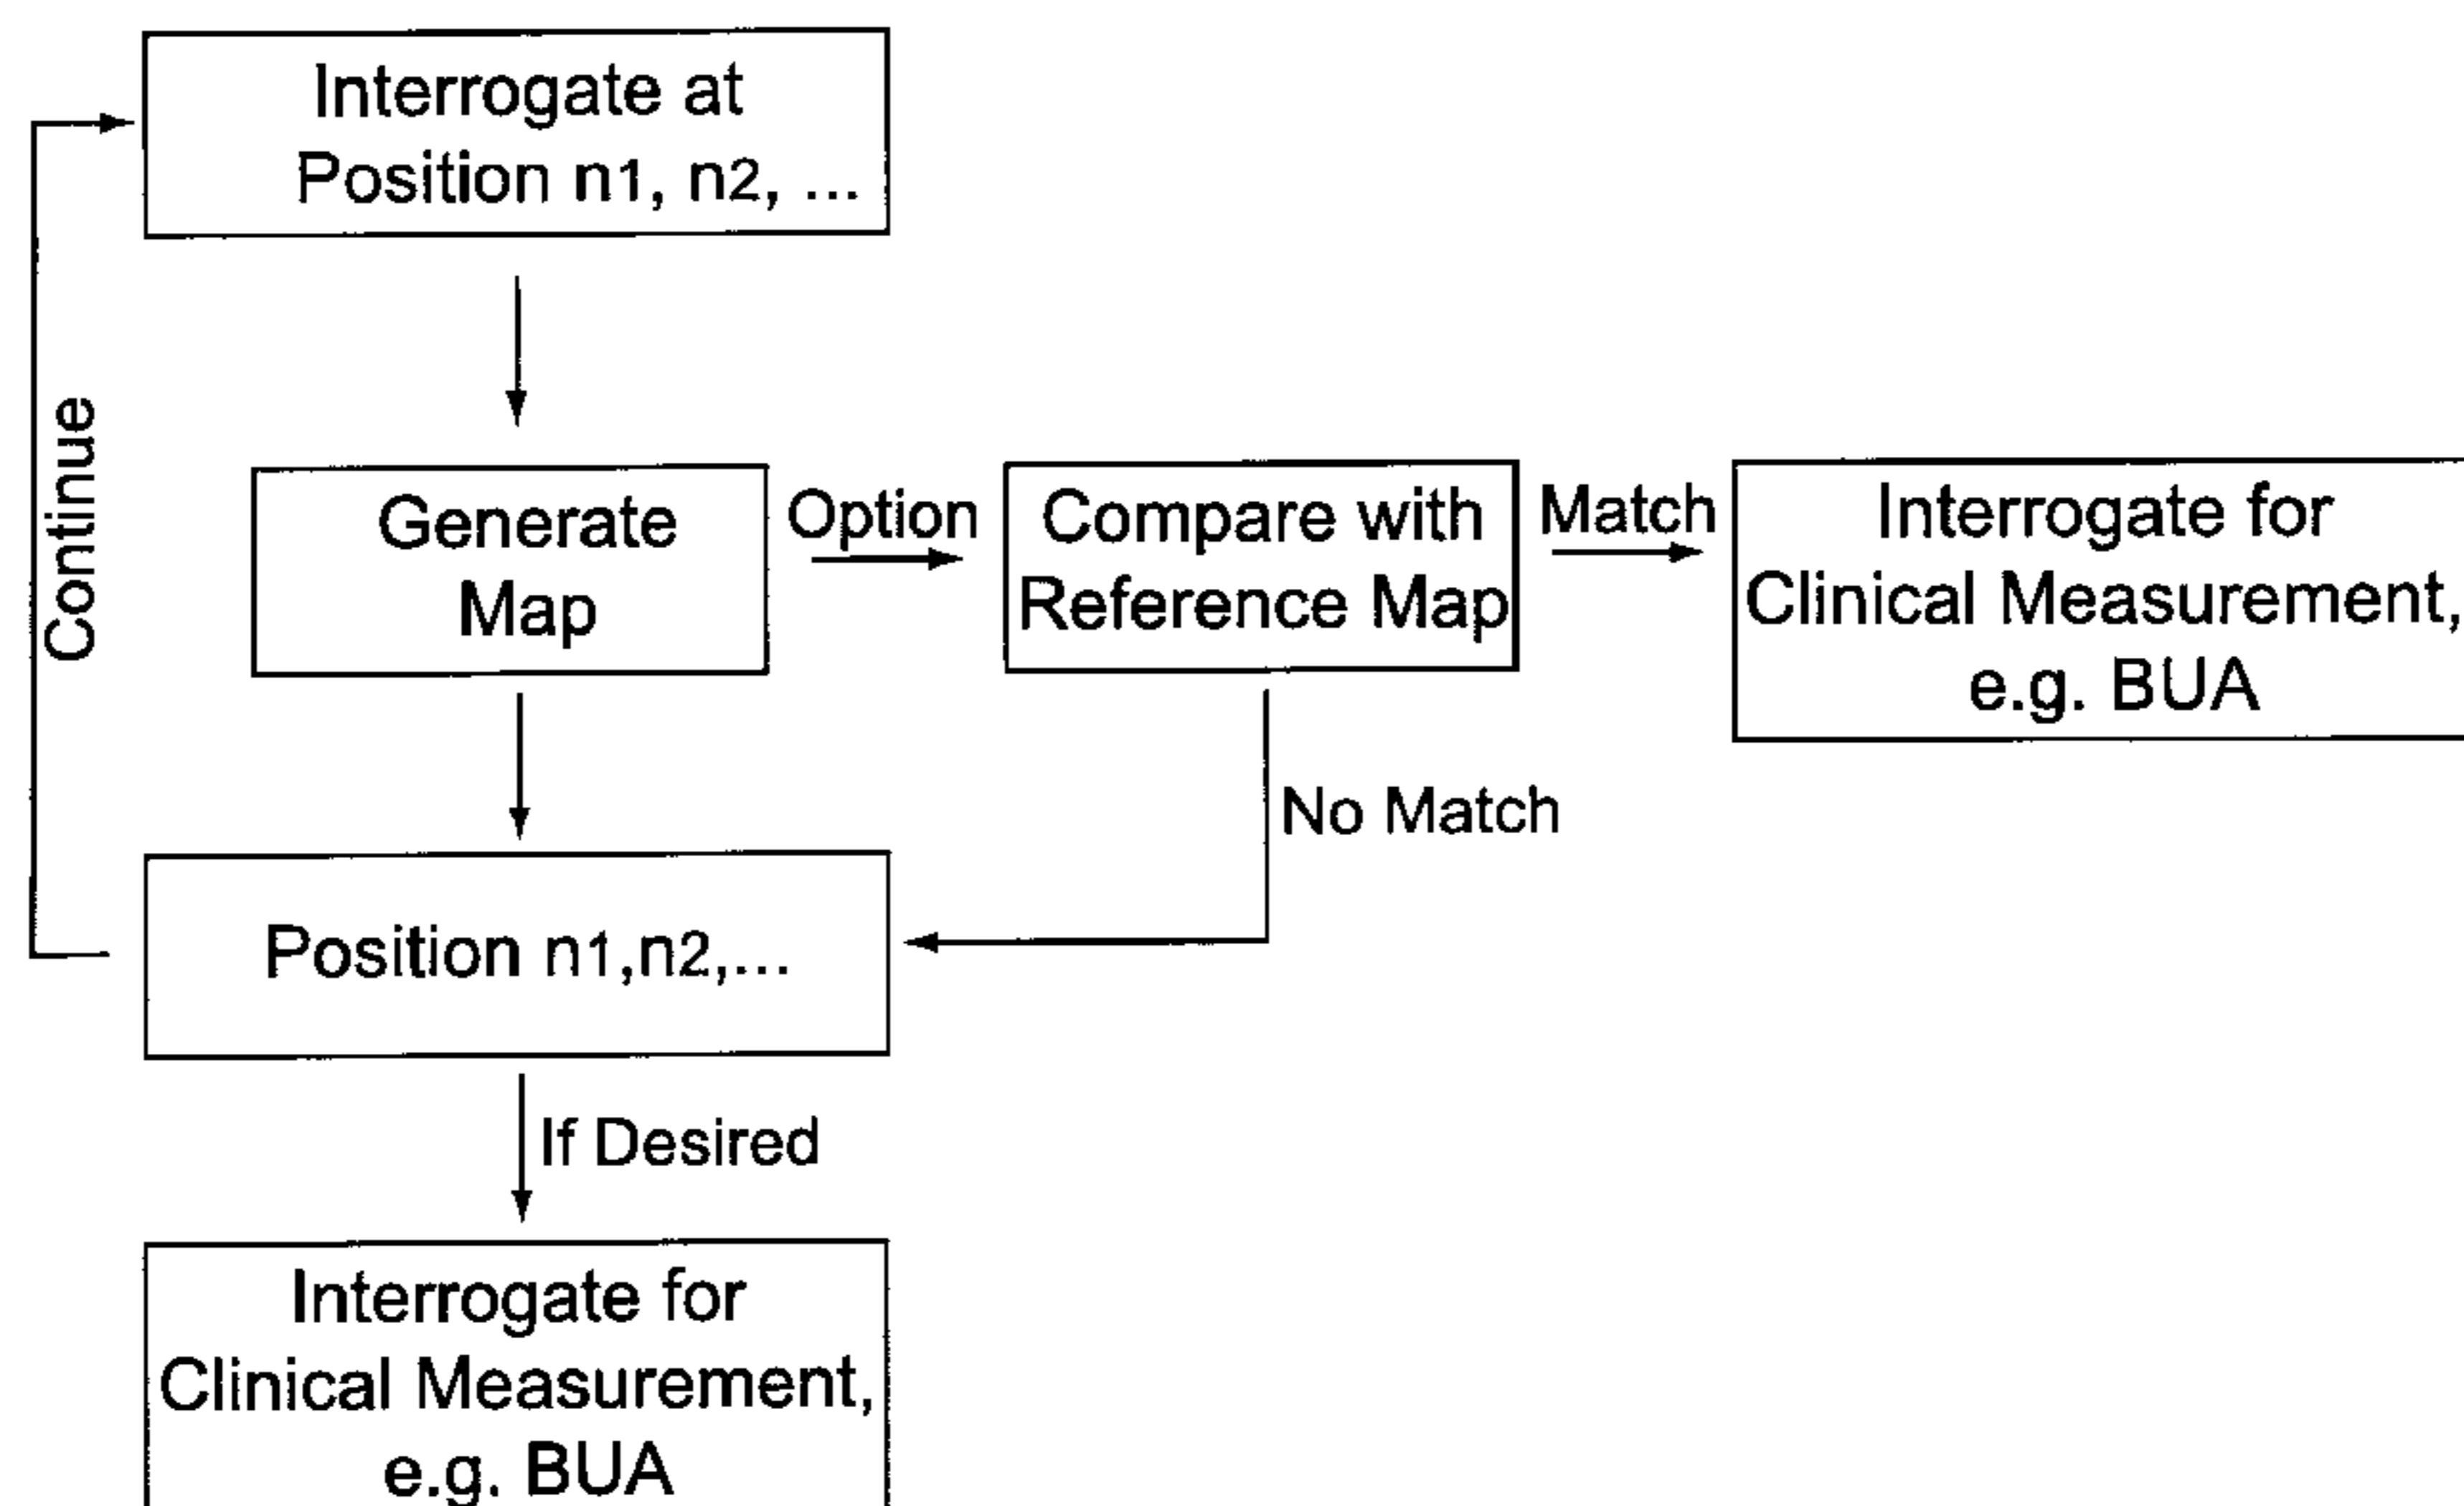 Interrogate at
Position n1, n2, ...
Continue
Generate
Map
Option
Compare with
Reference Map
Match
Interrogate for
Clinical Measurement,
e.g. BUA
No Match
Position n1,n2,...
If Desired
Interrogate for
Clinical Measurement,
e.g. BUA